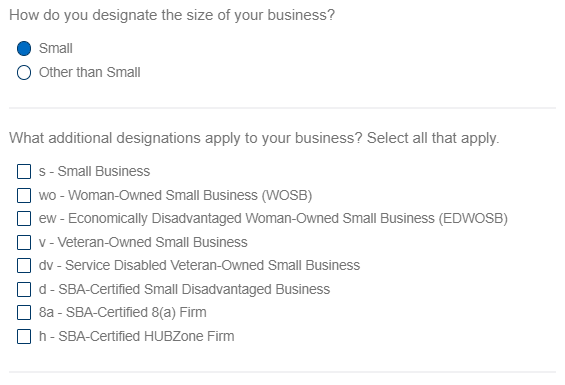 How do you designate the size of your business?
Small
Other than Small
What additional designations apply to your business? Select all that apply.
s - Small Business
wo - Woman-Owned Small Business (WOSB)
ew - Economically Disadvantaged Woman-Owned Small Business (EDWOSB)
v - Veteran-Owned Small Business
dv - Service Disabled Veteran-Owned Small Business
d - SBA-Certified Small Disadvantaged Business
8a - SBA-Certified 8(a) Firm
h - SBA-Certified HUBZone Firm